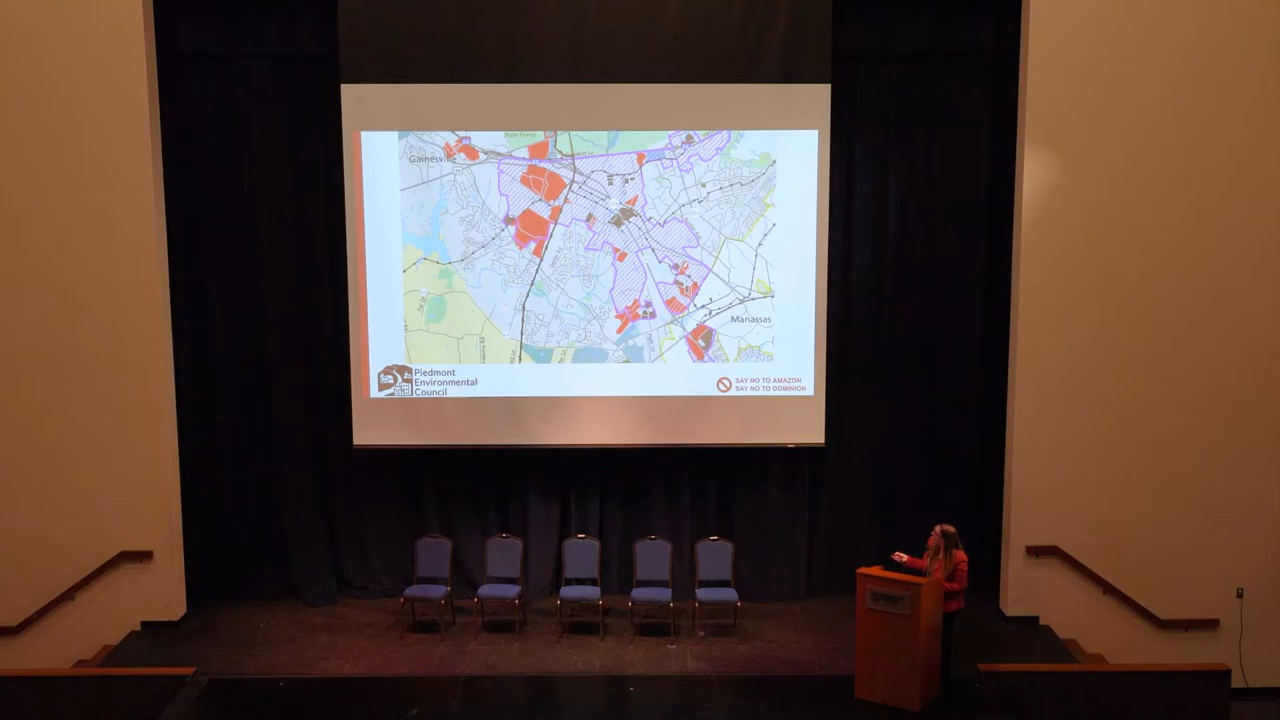 State Forest
Gainesville
Manassas
Piedmont
Environmental
Council
SAY NO TO AMAZON
SAY NO TO DOMINION